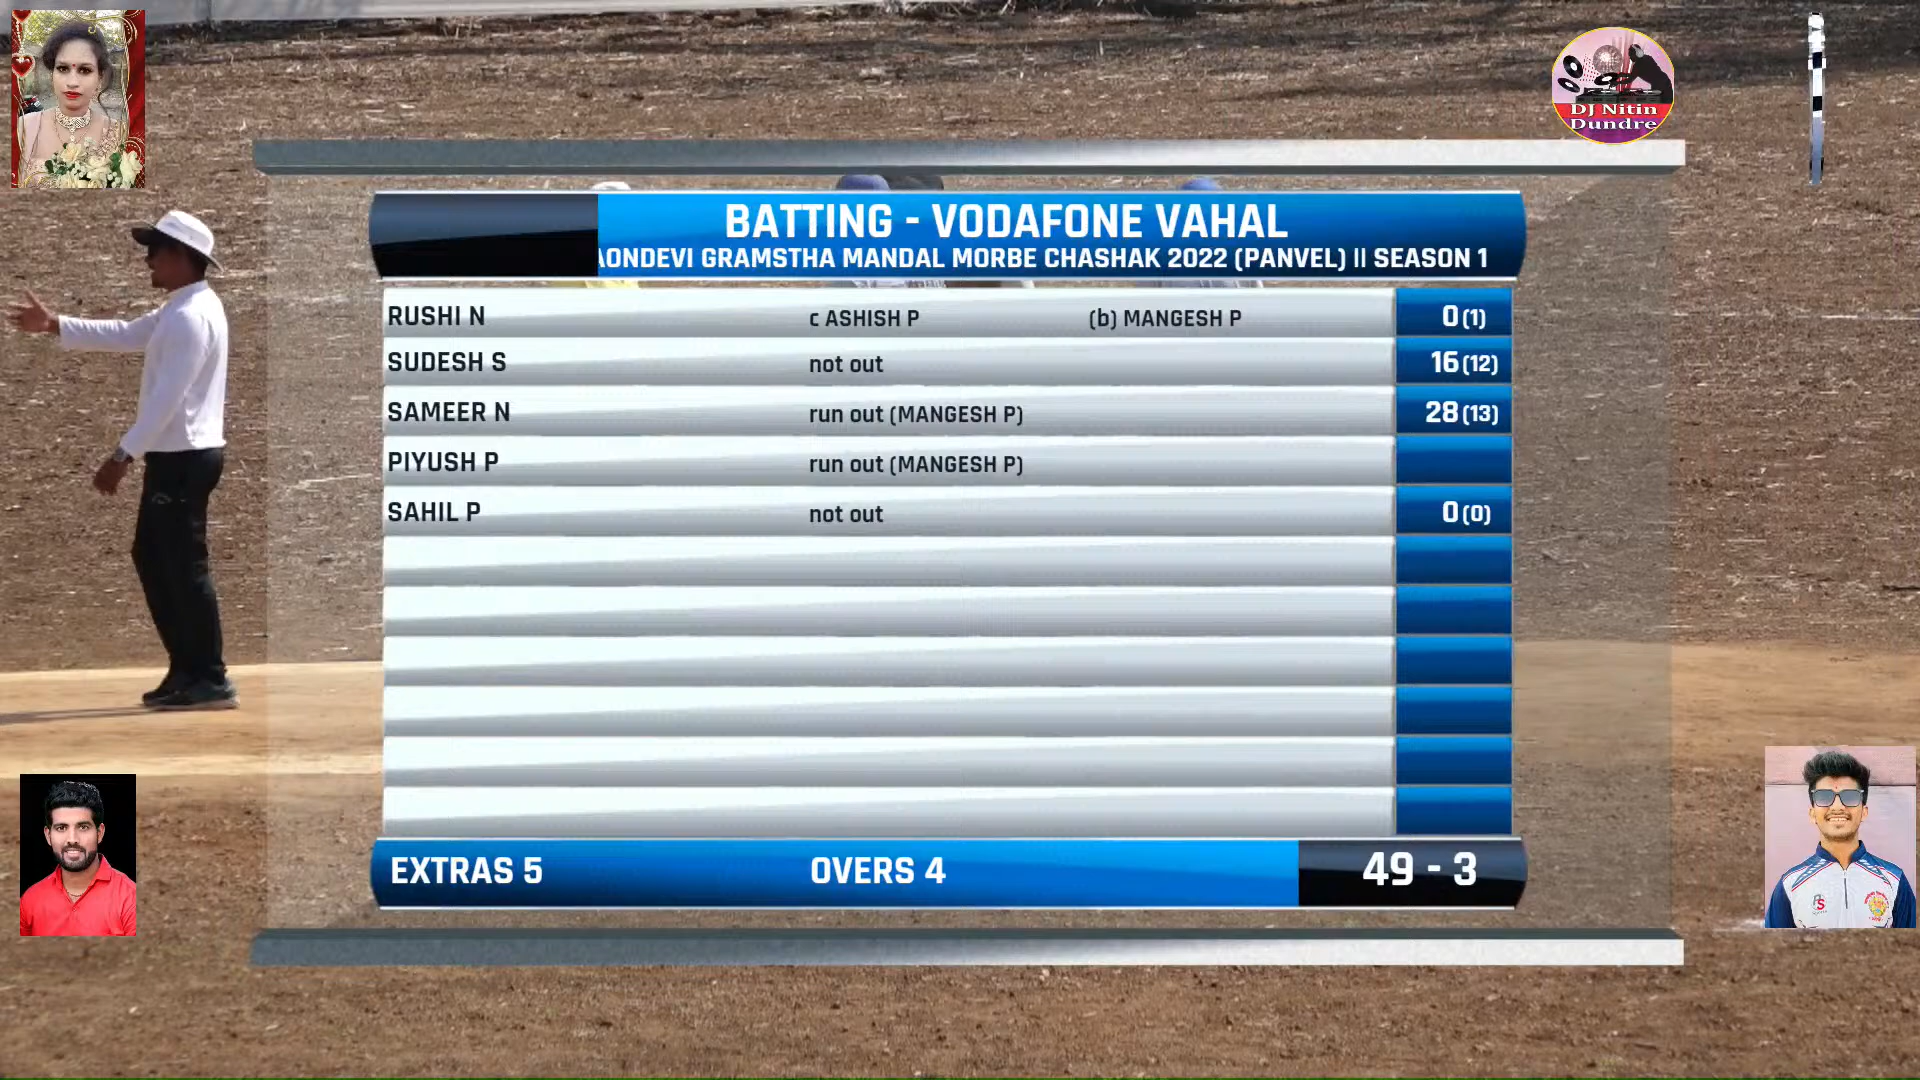 DJ Nitin
Dundre
BATTING - VODAFONE VAHAL
AONDEVI GRAMSTHA MANDAL MORBE CHASHAK 2022 (PANVEL) || SEASON 1
RUSHI N c ASHISH P (b) MANGESH P 0 (1)
SUDESH S not out 16 (12)
SAMEER N run out (MANGESH P) 28 (13)
PIYUSH P run out (MANGESH P)
SAHIL P not out 0 (0)
EXTRAS 5 OVERS 4 49 - 3